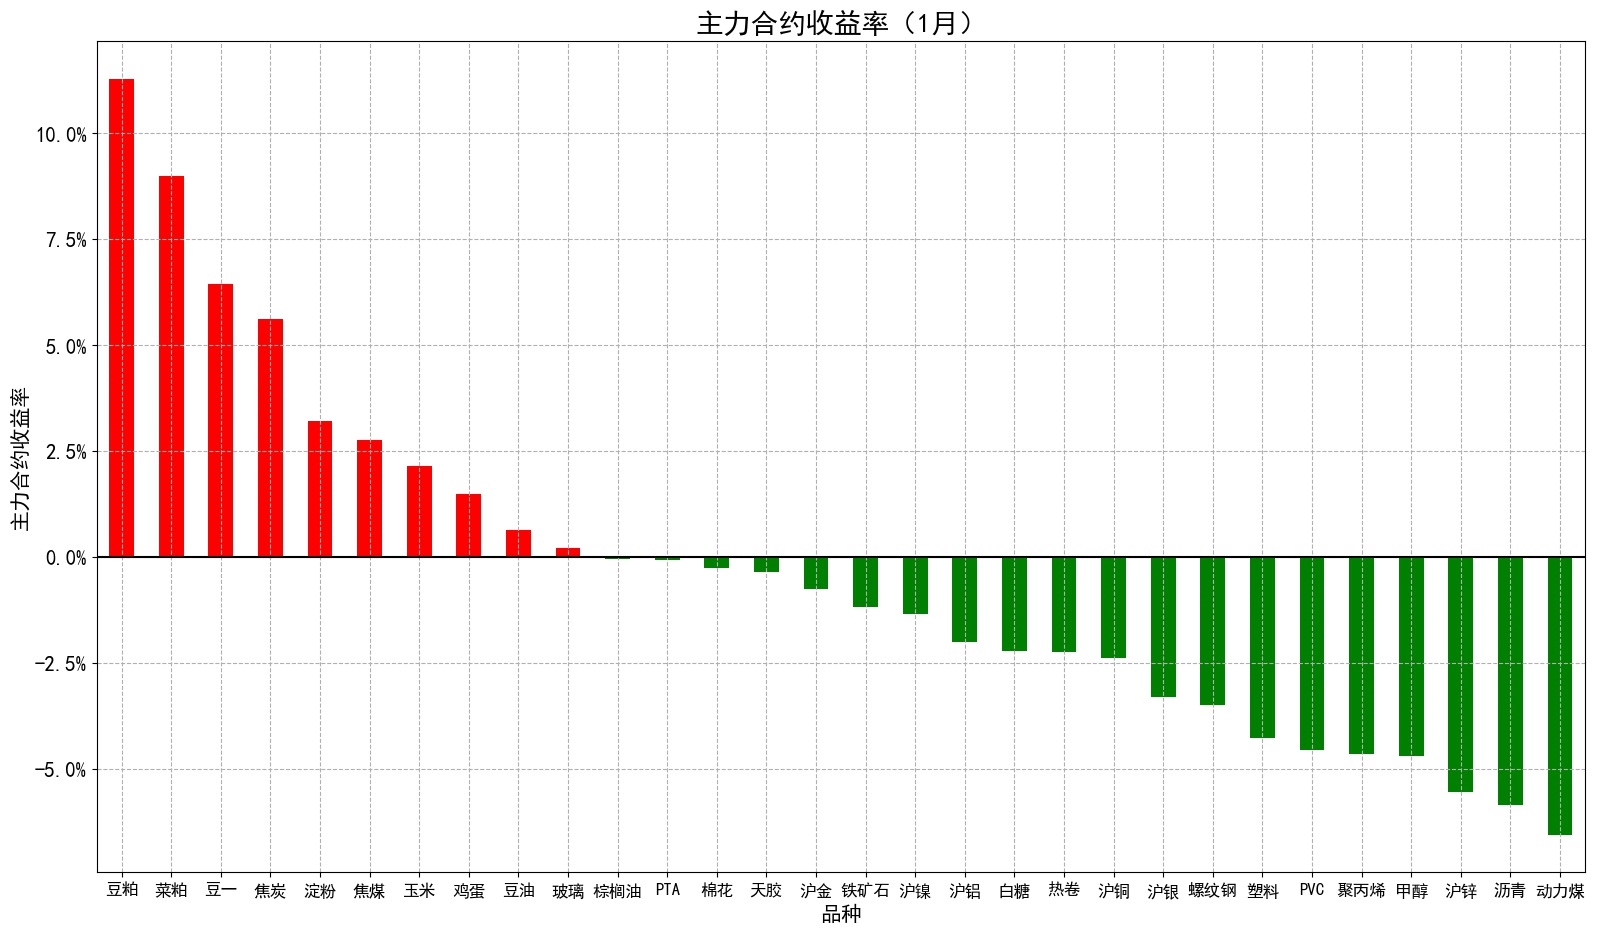 主力合约收益率（1月）
主力合约收益率
10.0%
7.5%
5.0%
2.5%
0.0%
−2.5%
−5.0%
豆粕 菜粕 豆一 焦炭 淀粉 焦煤 玉米 鸡蛋 豆油 玻璃 棕榈油 PTA 棉花 天胶 沪金 铁矿石 沪镍 沪铝 白糖 热卷 沪铜 沪银 螺纹钢 塑料 PVC 聚丙烯 甲醇 沪锌 沥青 动力煤
品种